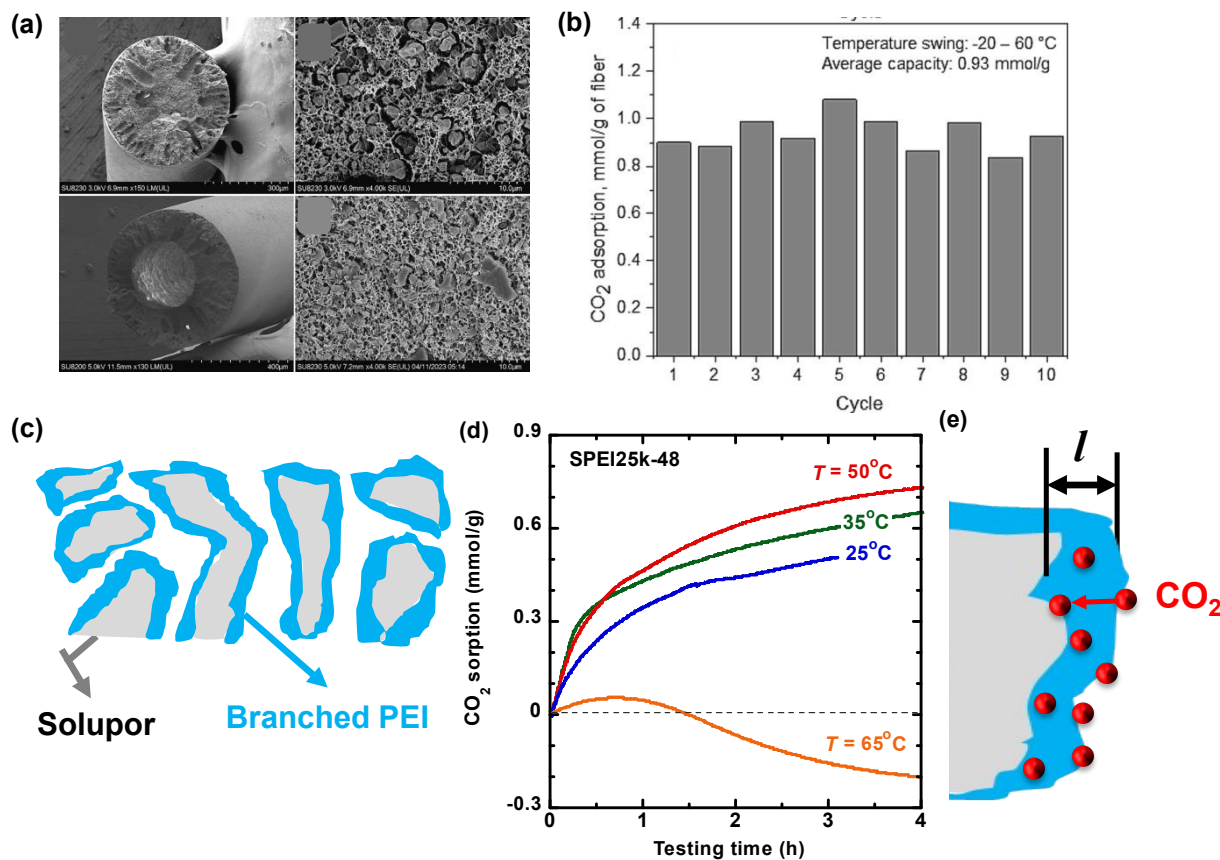 (a)
SU8230 3.0kV 6.9mm x150 LM(UL)
300µm
SU8230 3.0kV 6.9mm x4.00k SE(UL)
10.0µm
SU8200 5.0kV 11.5mm x130 LM(UL)
400µm
SU8230 5.0kV 7.2mm x4.00k SE(UL) 04/11/2023 05:14
10.0µm
(b)
Temperature swing: -20 – 60 °C
Average capacity: 0.93 mmol/g
CO2 adsorption, mmol/g of fiber
1.4
1.2
1.0
0.8
0.6
0.4
0.2
0.0
1 2 3 4 5 6 7 8 9 10
Cycle
(c)
Solupor
Branched PEI
(d)
SPEI25k-48
CO2 sorption (mmol/g)
0.9
0.6
0.3
0
-0.3
T = 50°C
35°C
25°C
T = 65°C
0 1 2 3 4
Testing time (h)
(e)
l
CO2